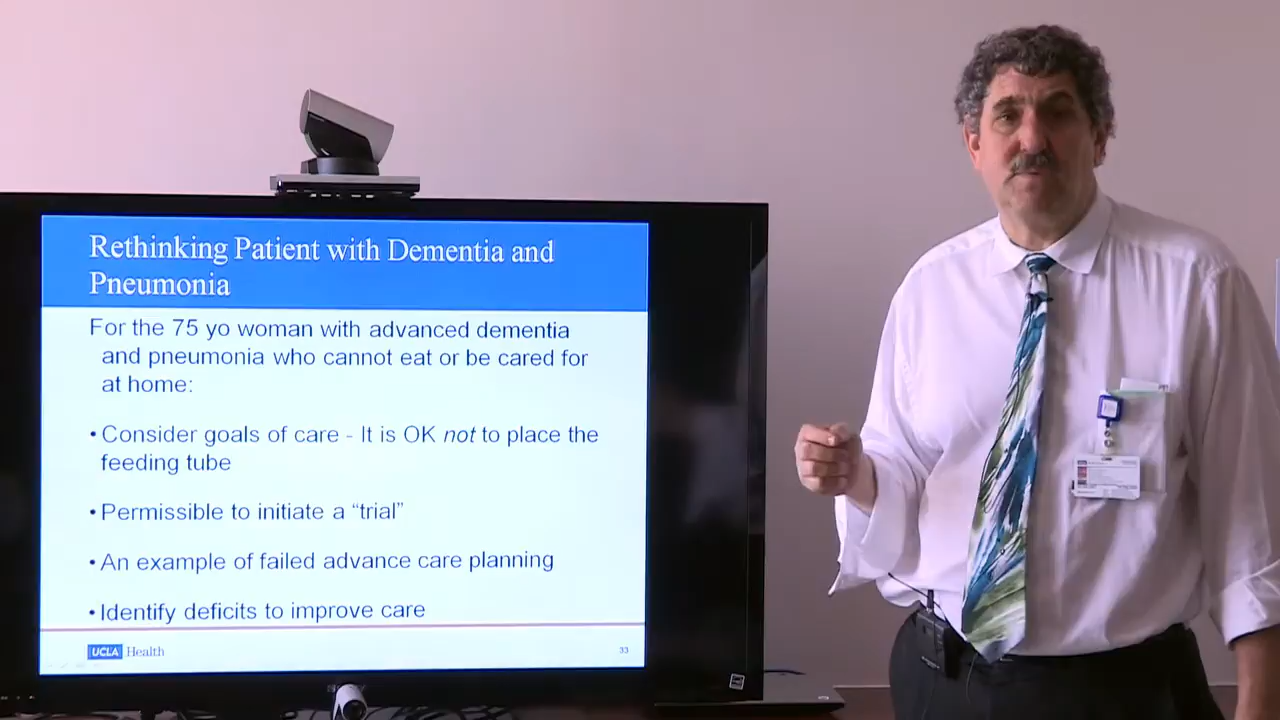 Rethinking Patient with Dementia and
Pneumonia
For the 75 yo woman with advanced dementia
and pneumonia who cannot eat or be cared for
at home:
• Consider goals of care - It is OK not to place the
feeding tube
• Permissible to initiate a “trial”
• An example of failed advance care planning
• Identify deficits to improve care
UCLA Health
33